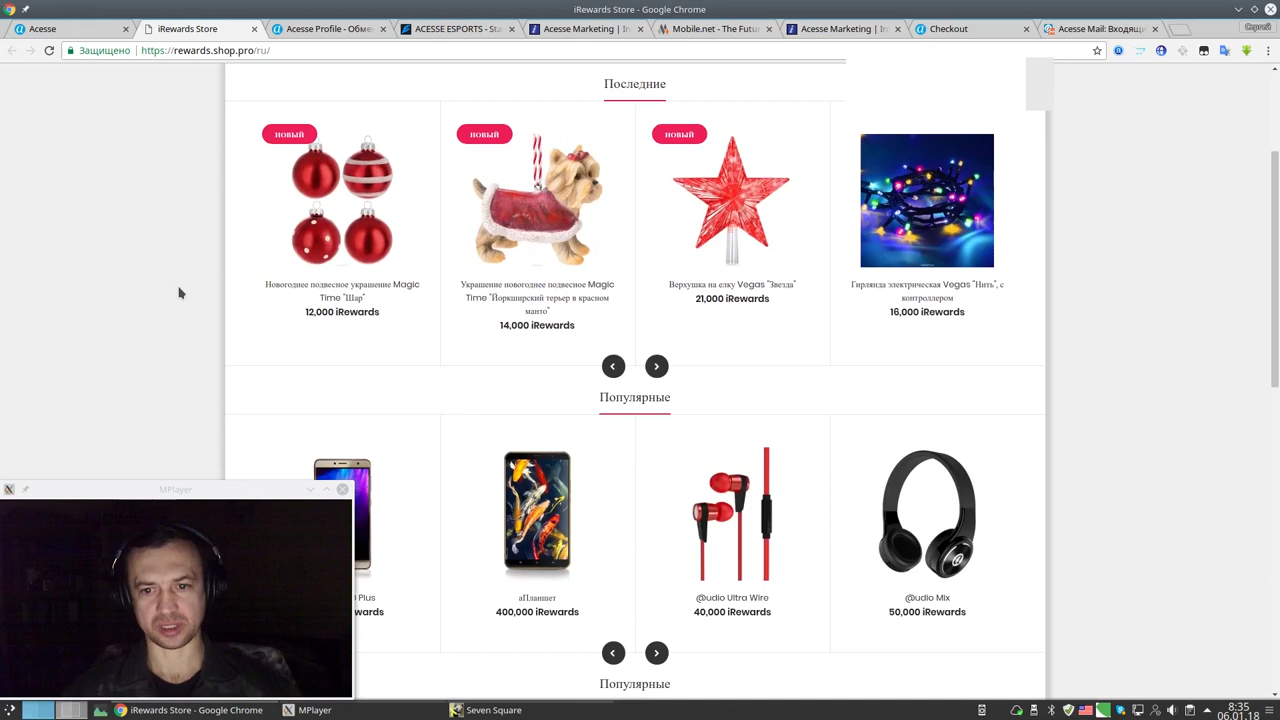 iRewards Store - Google Chrome
Acesse
iRewards Store
Acesse Profile - Обме
ACESSE ESPORTS - Sta
Acesse Marketing | In
Mobile.net - The Futu
Acesse Marketing | In
Checkout
Acesse Mail: Входящи
Сергей
Защищено
https://rewards.shop.pro/ru/
Последние
НОВЫЙ
НОВЫЙ
НОВЫЙ
Новогоднее подвесное украшение Magic
Time "Шар"
12,000 iRewards
Украшение новогоднее подвесное Magic
Time "Йоркширский терьер в красном
манто"
14,000 iRewards
Верхушка на елку Vegas "Звезда"
21,000 iRewards
Гирлянда электрическая Vegas "Нить", с
контроллером
16,000 iRewards
Популярные
Plus
wards
аПланшет
400,000 iRewards
@udio Ultra Wire
40,000 iRewards
@udio Mix
50,000 iRewards
Популярные
MPlayer
iRewards Store - Google Chrome
MPlayer
Seven Square
8:35
06.01.18